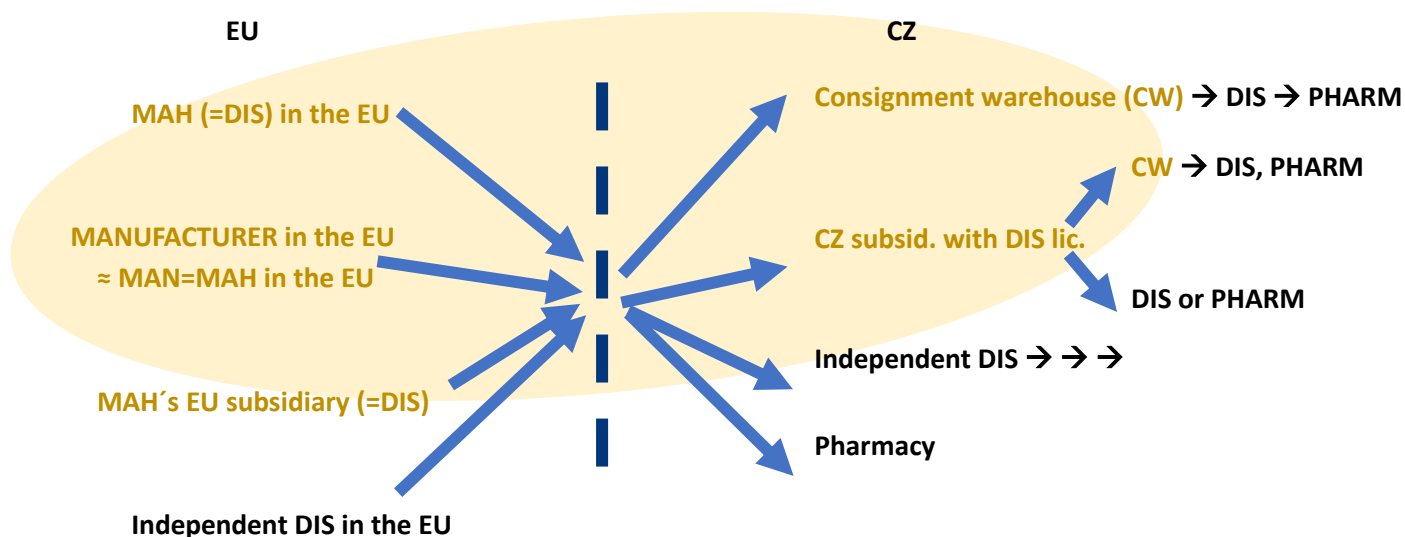 EU
CZ
MAH (=DIS) in the EU
Consignment warehouse (CW) → DIS → PHARM
CW → DIS, PHARM
MANUFACTURER in the EU
≈ MAN=MAH in the EU
CZ subsid. with DIS lic.
DIS or PHARM
Independent DIS → → →
MAH´s EU subsidiary (=DIS)
Pharmacy
Independent DIS in the EU